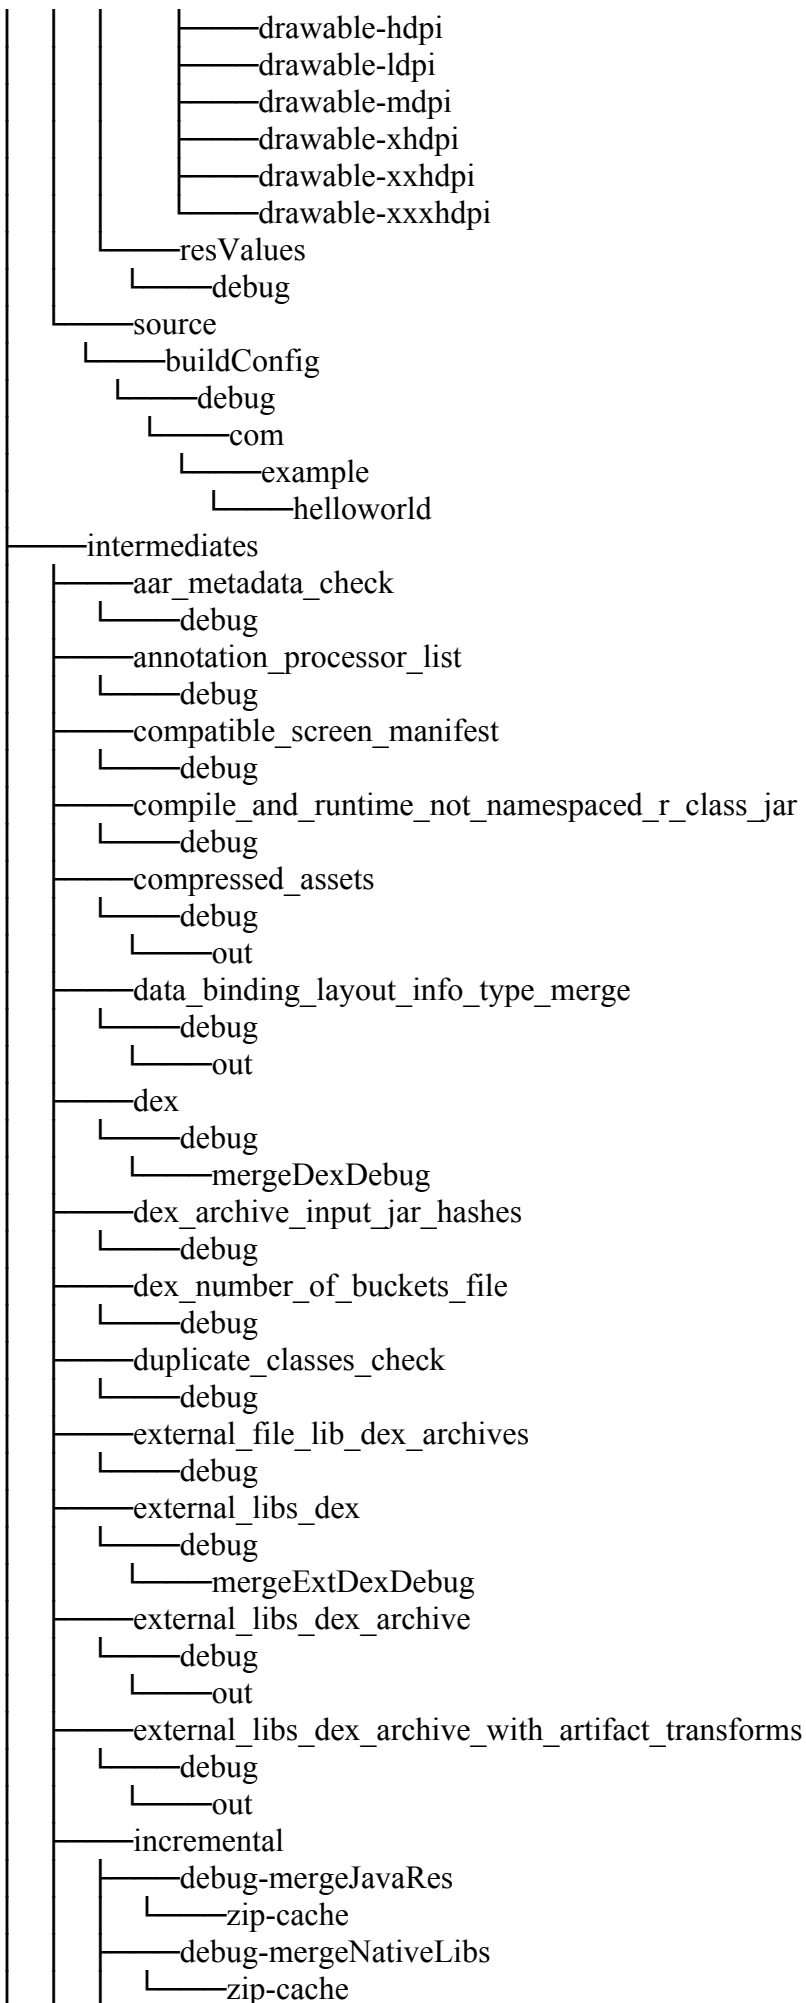 drawable-hdpi
drawable-ldpi
drawable-mdpi
drawable-xhdpi
drawable-xxhdpi
drawable-xxxhdpi
resValues
debug
source
buildConfig
debug
com
example
helloworld
intermediates
aar_metadata_check
debug
annotation_processor_list
debug
compatible_screen_manifest
debug
compile_and_runtime_not_namespaced_r_class_jar
debug
compressed_assets
debug
out
data_binding_layout_info_type_merge
debug
out
dex
debug
mergeDexDebug
dex_archive_input_jar_hashes
debug
dex_number_of_buckets_file
debug
duplicate_classes_check
debug
external_file_lib_dex_archives
debug
external_libs_dex
debug
mergeExtDexDebug
external_libs_dex_archive
debug
out
external_libs_dex_archive_with_artifact_transforms
debug
out
incremental
debug-mergeJavaRes
zip-cache
debug-mergeNativeLibs
zip-cache